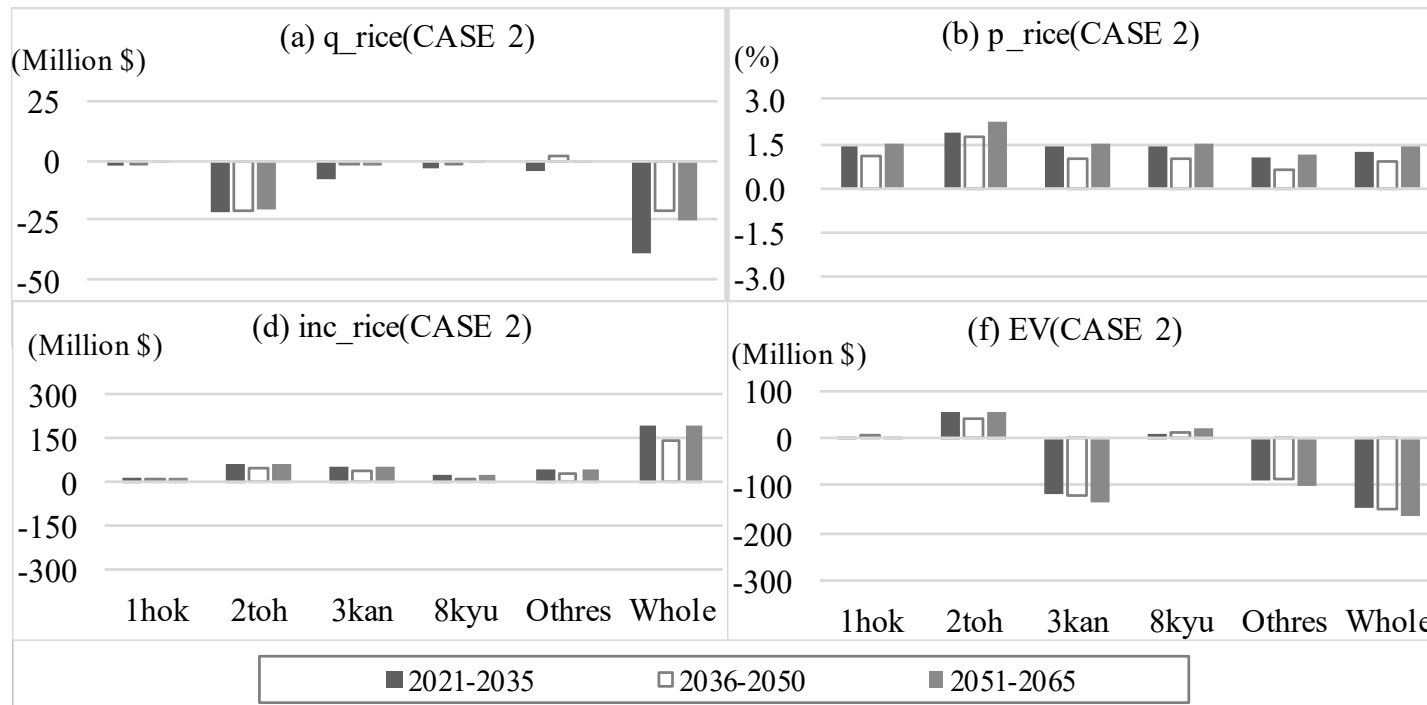 (a) q_rice(CASE 2)
(Million $)
25
0
-25
-50
(b) p_rice(CASE 2)
(%)
3.0
1.5
0.0
-1.5
-3.0
(d) inc_rice(CASE 2)
(Million $)
300
150
0
-150
-300
1hok 2toh 3kan 8kyu Othres Whole
(f) EV(CASE 2)
(Million $)
100
0
-100
-200
-300
1hok 2toh 3kan 8kyu Othres Whole
2021-2035 2036-2050 2051-2065